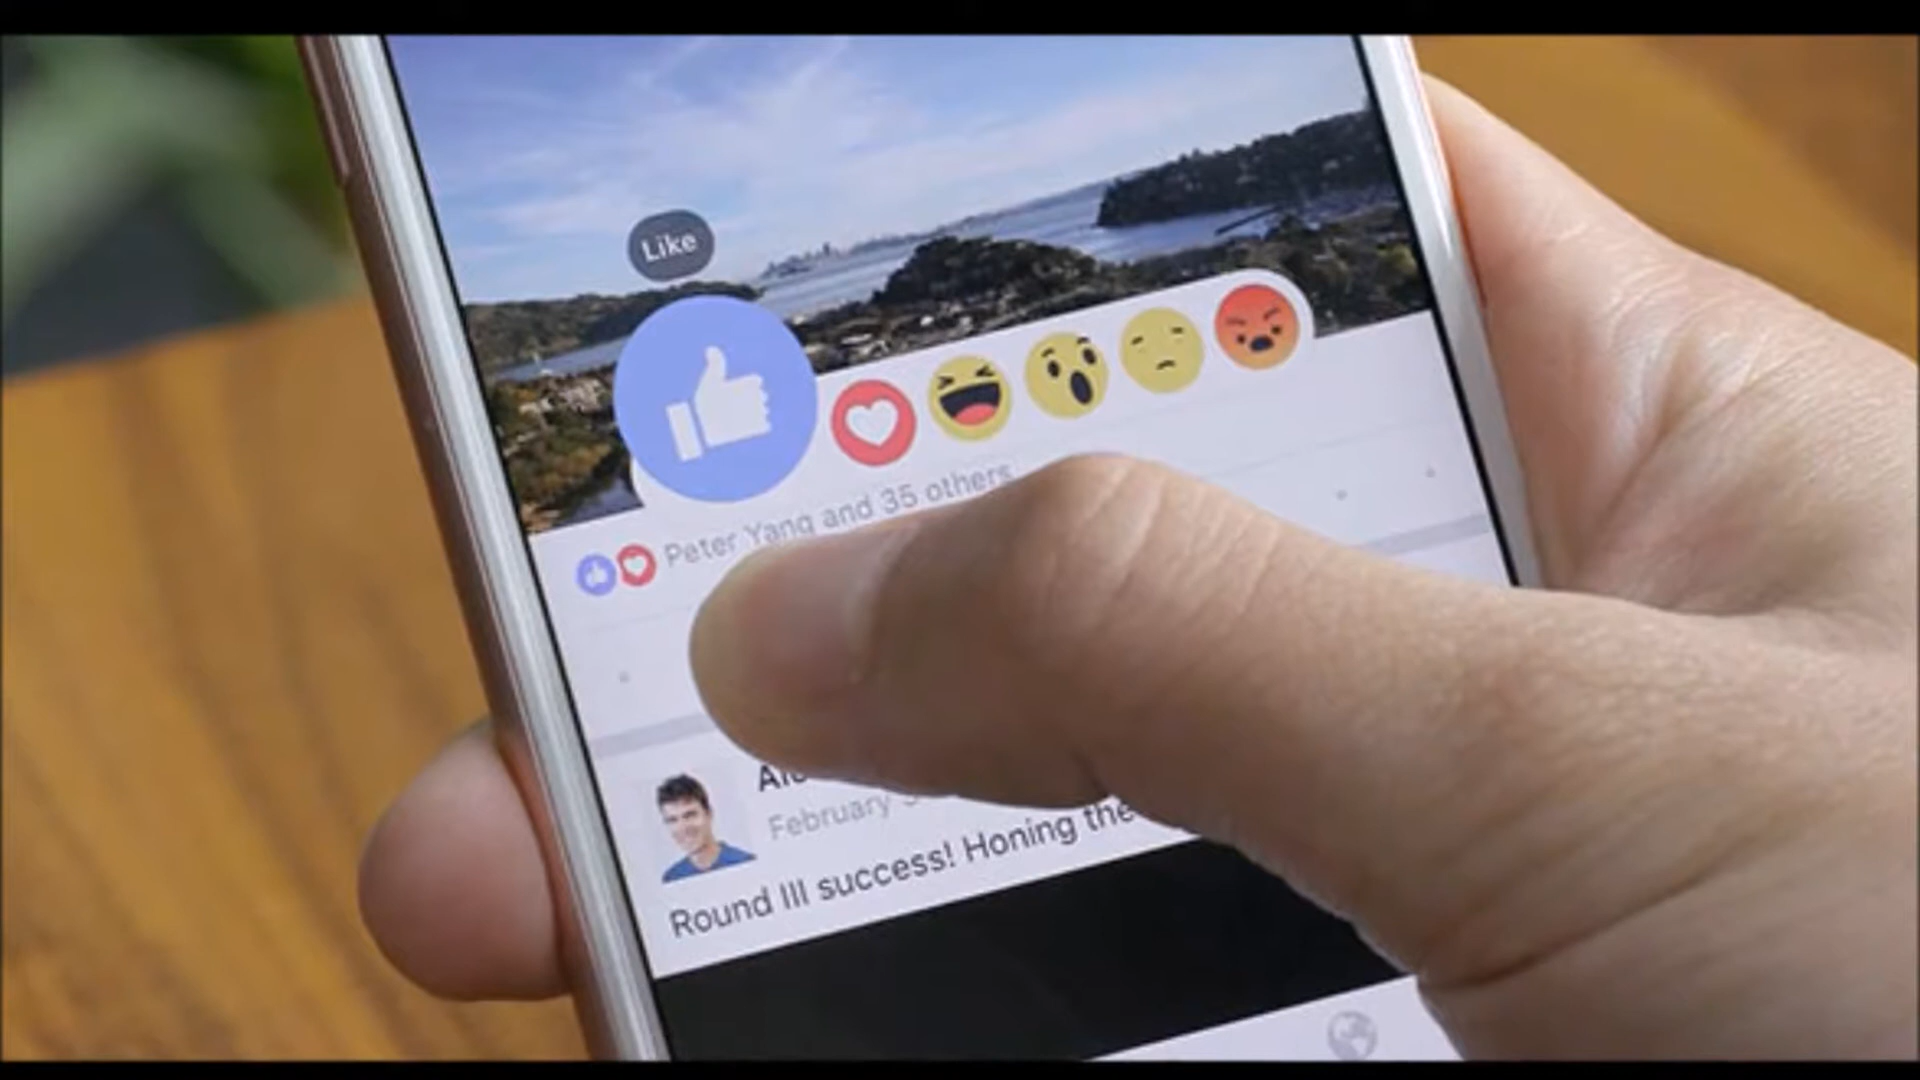 Like
Peter Yang and 35 others
February
Round III success! Honing the